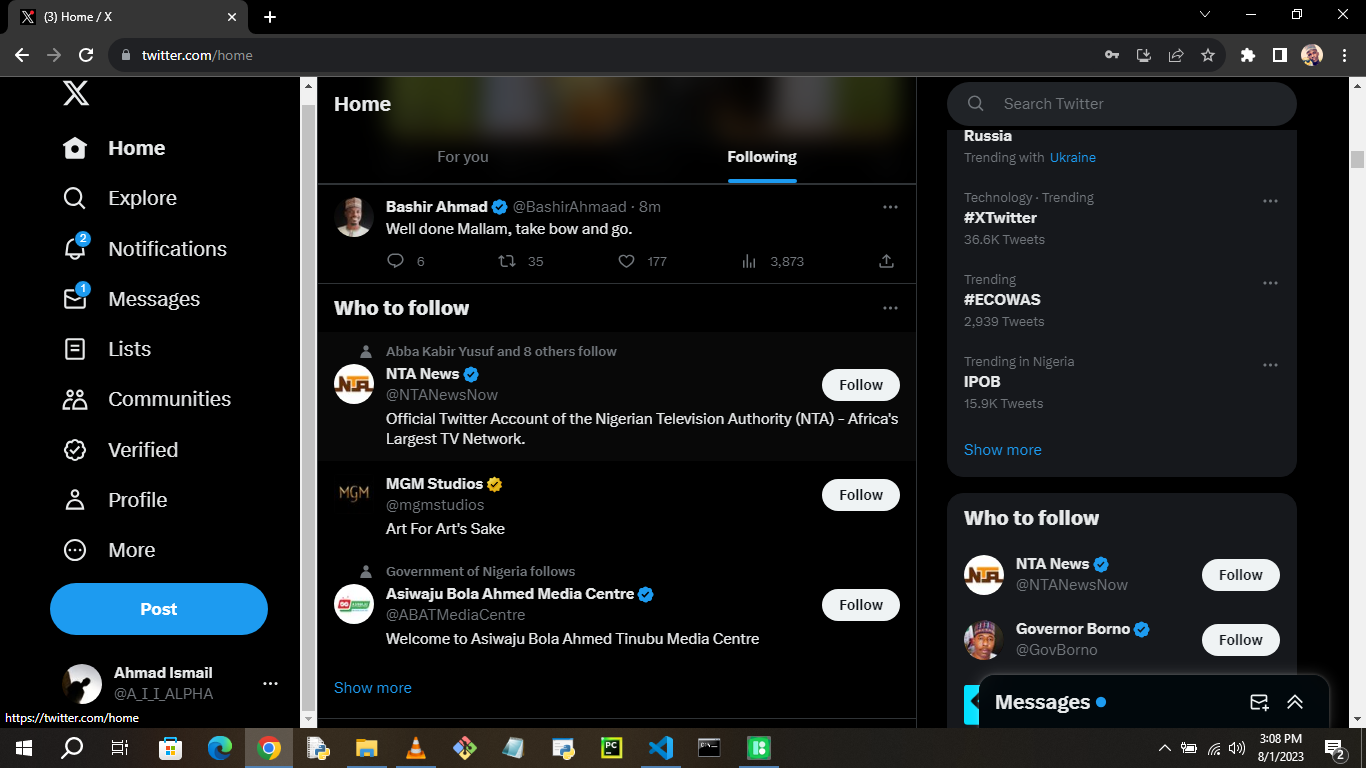 (3) Home / X
twitter.com/home
Home
Explore
2
Notifications
1
Messages
Lists
Communities
Verified
Profile
More
Post
Ahmad Ismail
@A_I_I_ALPHA
https://twitter.com/home
Home
For you
Following
Bashir Ahmad @BashirAhmaad · 8m
Well done Mallam, take bow and go.
6 35 177 3,873
Who to follow
Abba Kabir Yusuf and 8 others follow
NTA News
@NTANewsNow
Follow
Official Twitter Account of the Nigerian Television Authority (NTA) - Africa's
Largest TV Network.
MGM
MGM Studios
@mgmstudios
Follow
Art For Art's Sake
Government of Nigeria follows
Asiwaju Bola Ahmed Media Centre
@ABATMediaCentre
Follow
Welcome to Asiwaju Bola Ahmed Tinubu Media Centre
Show more
Search Twitter
Russia
Trending with Ukraine
Technology · Trending
#XTwitter
36.6K Tweets
Trending
#ECOWAS
2,939 Tweets
Trending in Nigeria
IPOB
15.9K Tweets
Show more
Who to follow
NTA
NTA News
@NTANewsNow
Follow
Governor Borno
@GovBorno
Follow
Messages
PC
3:08 PM
8/1/2023
2